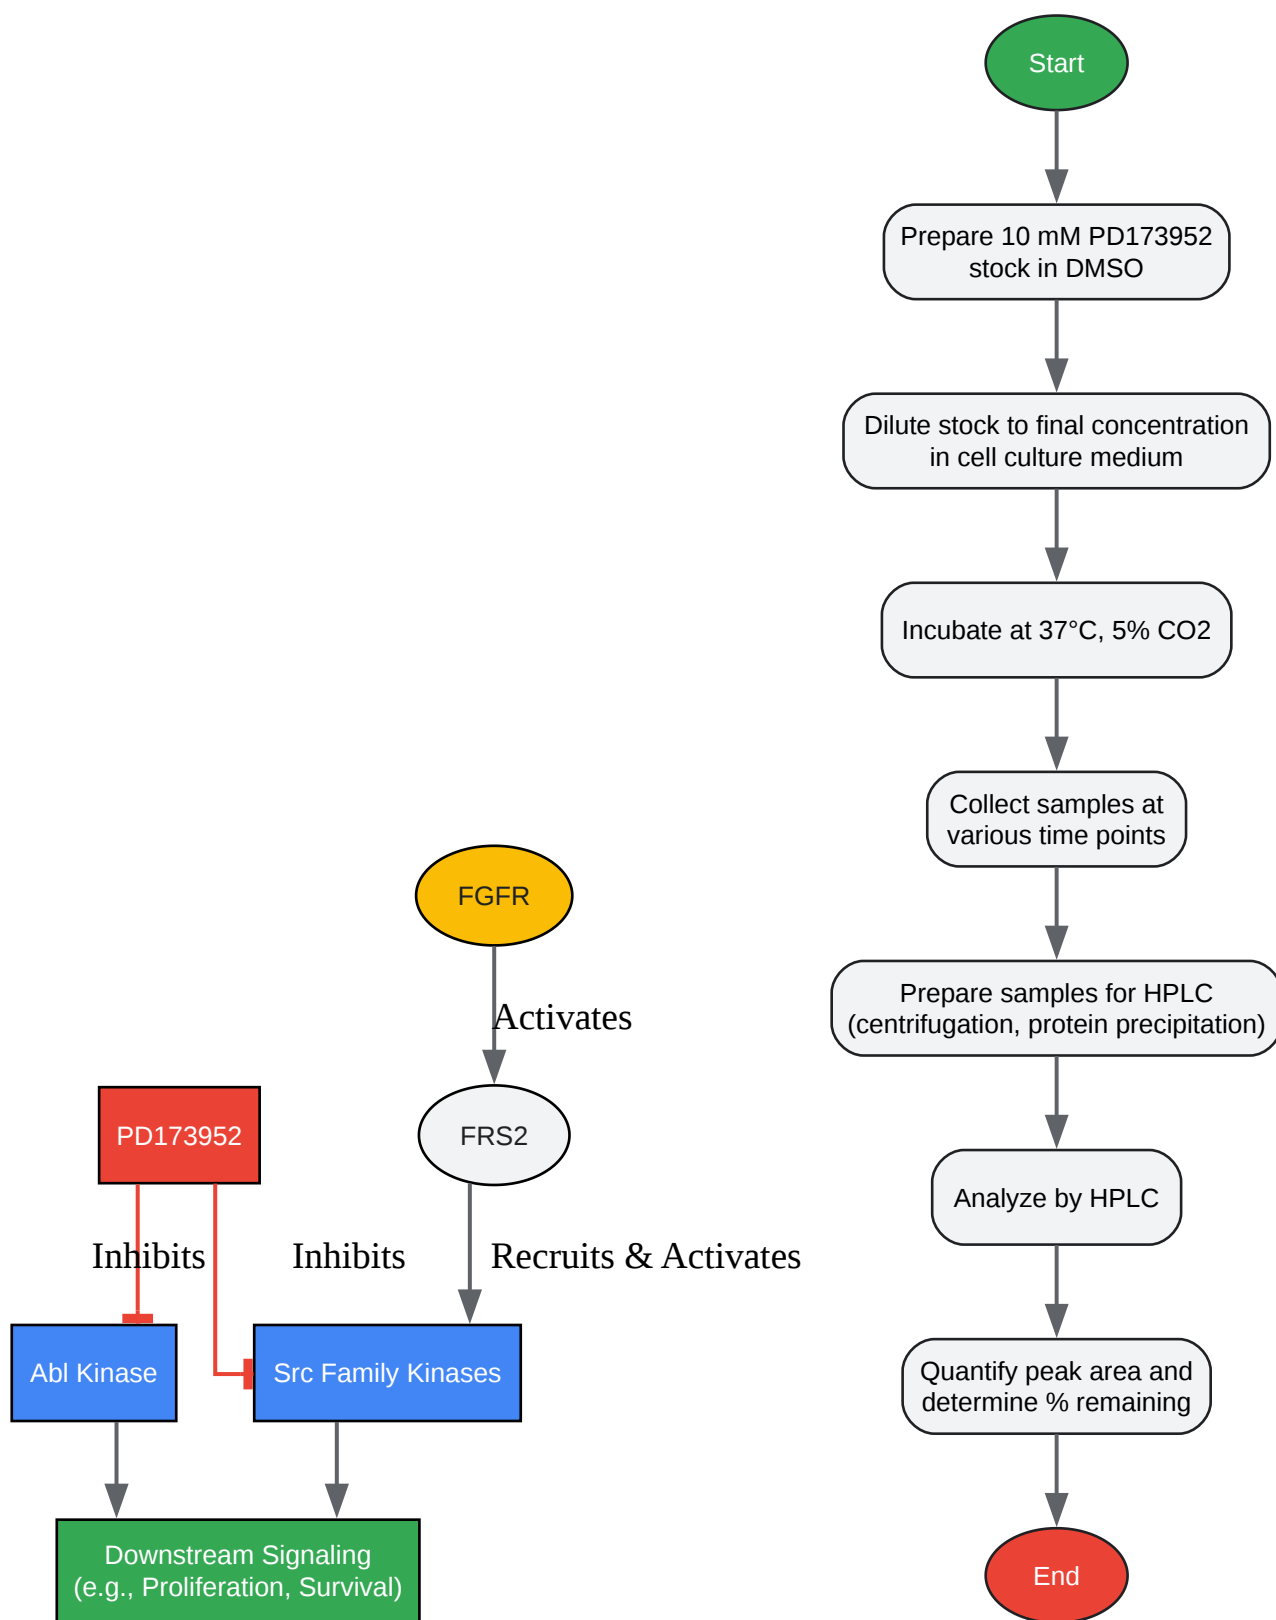 Start
Prepare 10 mM PD173952
stock in DMSO
Dilute stock to final concentration
in cell culture medium
Incubate at 37°C, 5% CO2
Collect samples at
various time points
Prepare samples for HPLC
(centrifugation, protein precipitation)
Analyze by HPLC
Quantify peak area and
determine % remaining
End
FGFR
Activates
PD173952
FRS2
Inhibits
Inhibits
Recruits & Activates
Abl Kinase
Src Family Kinases
Downstream Signaling
(e.g., Proliferation, Survival)